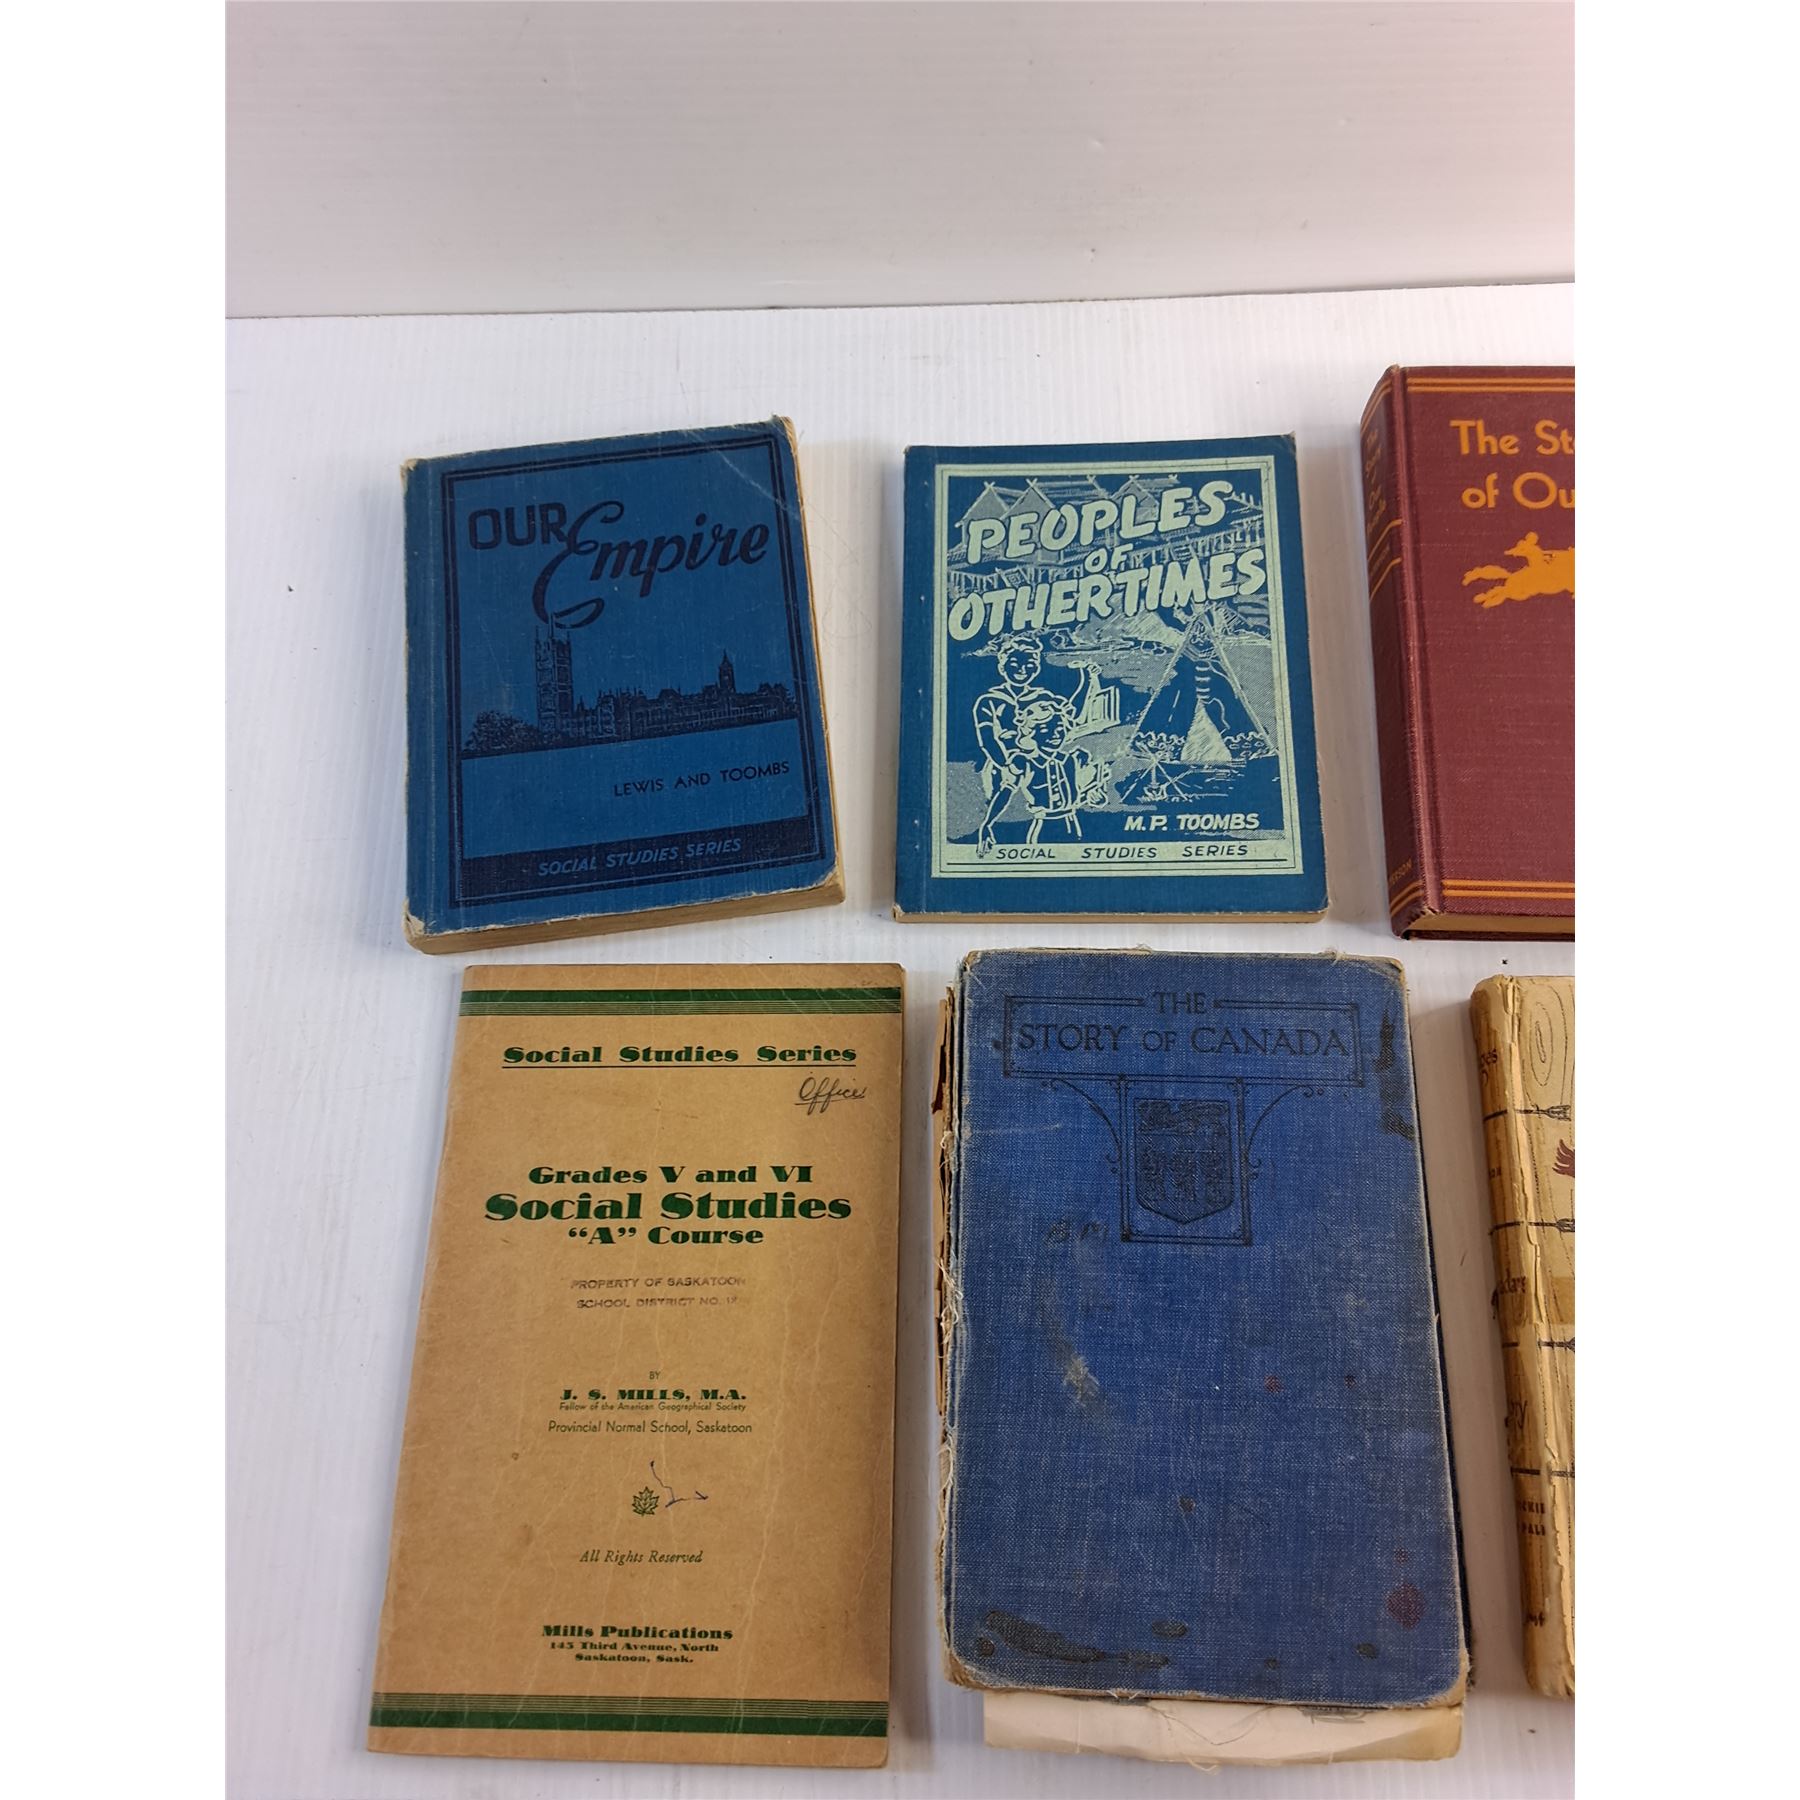 OUR Empire
LEWIS AND TOOMBS
SOCIAL STUDIES SERIES
PEOPLES
OF
OTHER TIMES
M.P. TOOMBS
SOCIAL STUDIES SERIES
The
of
Social Studies Series
Office
Grades V and VI
Social Studies
“A” Course
PROPERTY OF SASKATOON
SCHOOL DISTRICT NO. 13
BY
J. S. MILLS, M.A.
Fellow of the American Geographical Society
Provincial Normal School, Saskatoon
All Rights Reserved
Mills Publications
145 Third Avenue, North
Saskatoon, Sask.
THE
STORY OF CANADA